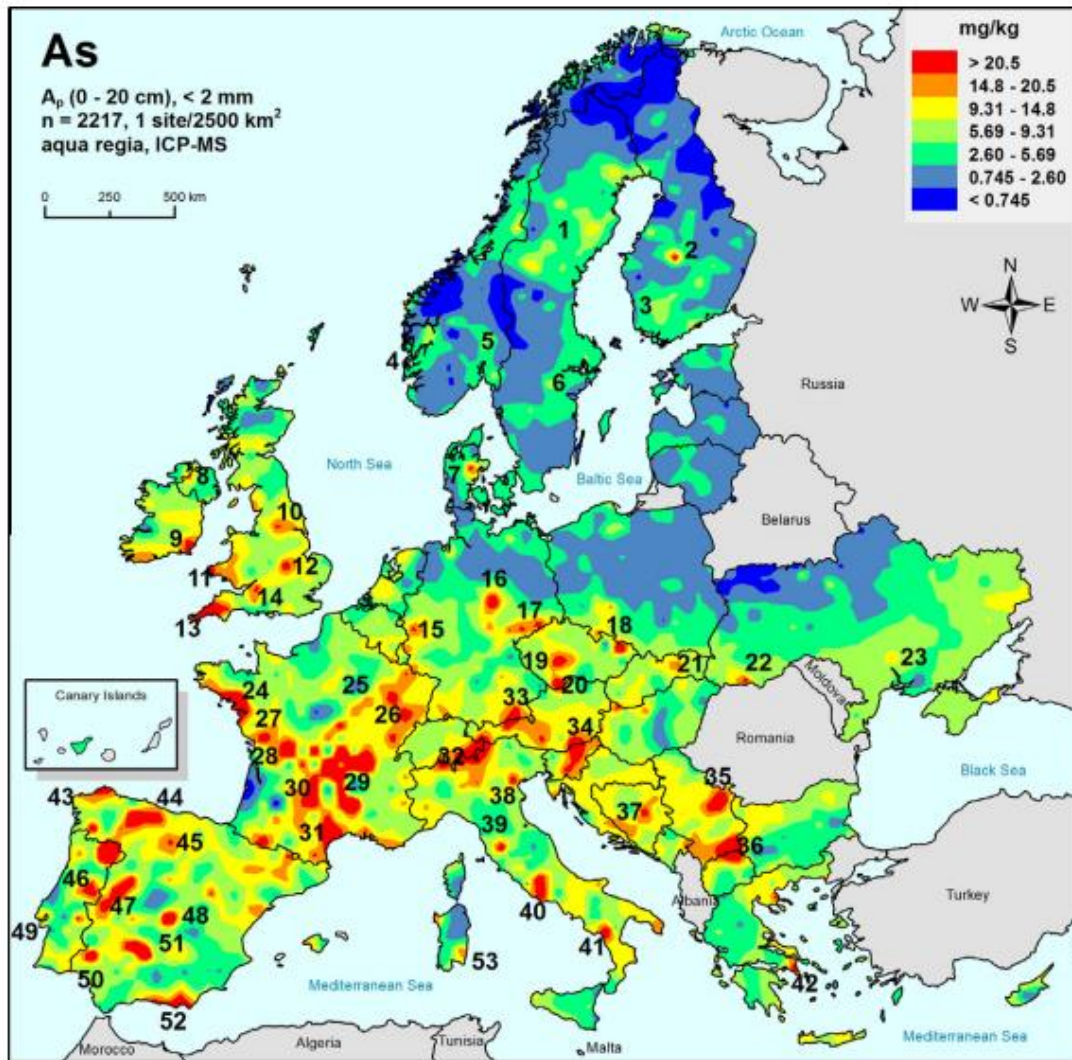 As
Aₚ (0 - 20 cm), < 2 mm
n = 2217, 1 site/2500 km²
aqua regia, ICP-MS
0 250 500 km
Arctic Ocean
mg/kg
> 20.5
14.8 - 20.5
9.31 - 14.8
5.69 - 9.31
2.60 - 5.69
0.745 - 2.60
< 0.745
N
W E
S
1
2
3
4
5
6
Russia
North Sea
7
Baltic Sea
8
Belarus
9
10
11
12
13
14
15
16
17
18
19
20
21
22
23
Moldova
24
25
Canary Islands
26
27
28
29
30
31
32
33
34
Romania
Black Sea
35
36
37
38
39
40
41
42
43
44
45
46
47
48
49
50
51
52
53
Albania
Turkey
Mediterranean Sea
Mediterranean Sea
Morocco
Algeria
Tunisia
Malta